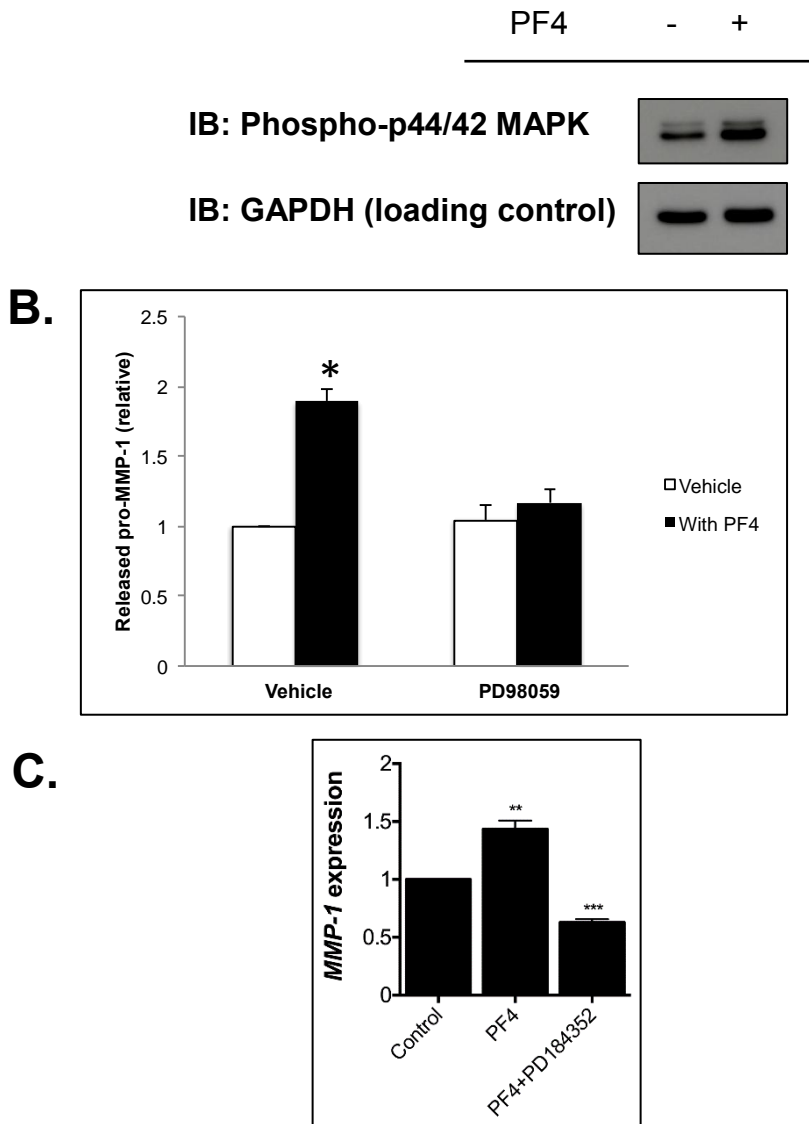 PF4 - +
IB: Phospho-p44/42 MAPK
IB: GAPDH (loading control)
B.
2.5
2
1.5
1
0.5
0
Released pro-MMP-1 (relative)
*
Vehicle
PD98059
Vehicle
With PF4
C.
2
1.5
1
0.5
0
MMP-1 expression
**
***
Control
PF4
PF4+PD184352